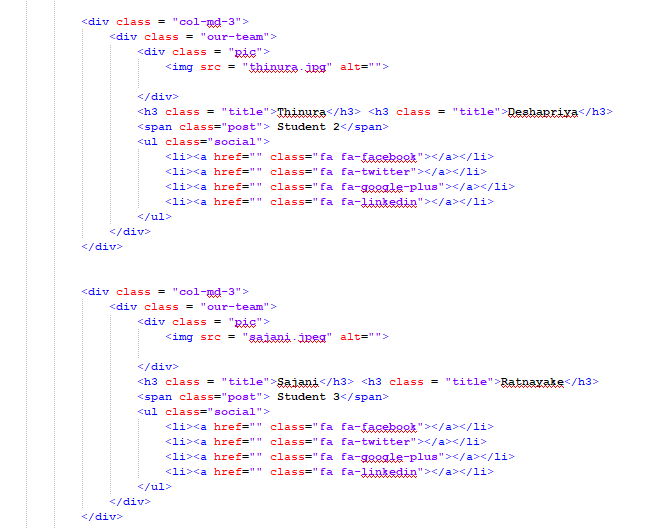 <div class = "col-md-3">
<div class = "our-team">
<div class = "pic">
<img src = "thinura.jpg" alt="">
</div>
<h3 class = "title">Thinura</h3> <h3 class = "title">Deshapriya</h3>
<span class="post"> Student 2</span>
<ul class="social">
<li><a href="" class="fa fa-facebook"></a></li>
<li><a href="" class="fa fa-twitter"></a></li>
<li><a href="" class="fa fa-google-plus"></a></li>
<li><a href="" class="fa fa-linkedin"></a></li>
</ul>
</div>
</div>
<div class = "col-md-3">
<div class = "our-team">
<div class = "pic">
<img src = "sajani.jpeg" alt="">
</div>
<h3 class = "title">Sajani</h3> <h3 class = "title">Ratnayake</h3>
<span class="post"> Student 3</span>
<ul class="social">
<li><a href="" class="fa fa-facebook"></a></li>
<li><a href="" class="fa fa-twitter"></a></li>
<li><a href="" class="fa fa-google-plus"></a></li>
<li><a href="" class="fa fa-linkedin"></a></li>
</ul>
</div>
</div>